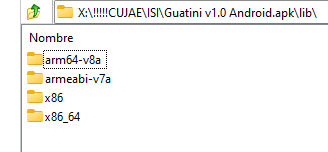 X:\!!!!!CUJAE\ISI\Guatini v1.0 Android.apk\lib\
Nombre
arm64-v8a
armeabi-v7a
x86
x86_64